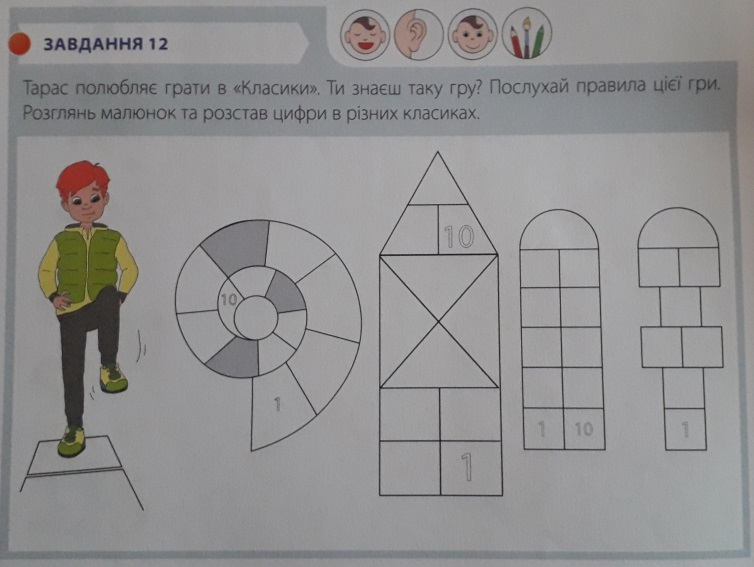 ЗАВДАННЯ 12
Тарас полюбляє грати в «Класики». Ти знаєш таку гру? Послухай правила цієї гри.
Розглянь малюнок та розстав цифри в різних класиках.
10
10
1
1
1 10
1